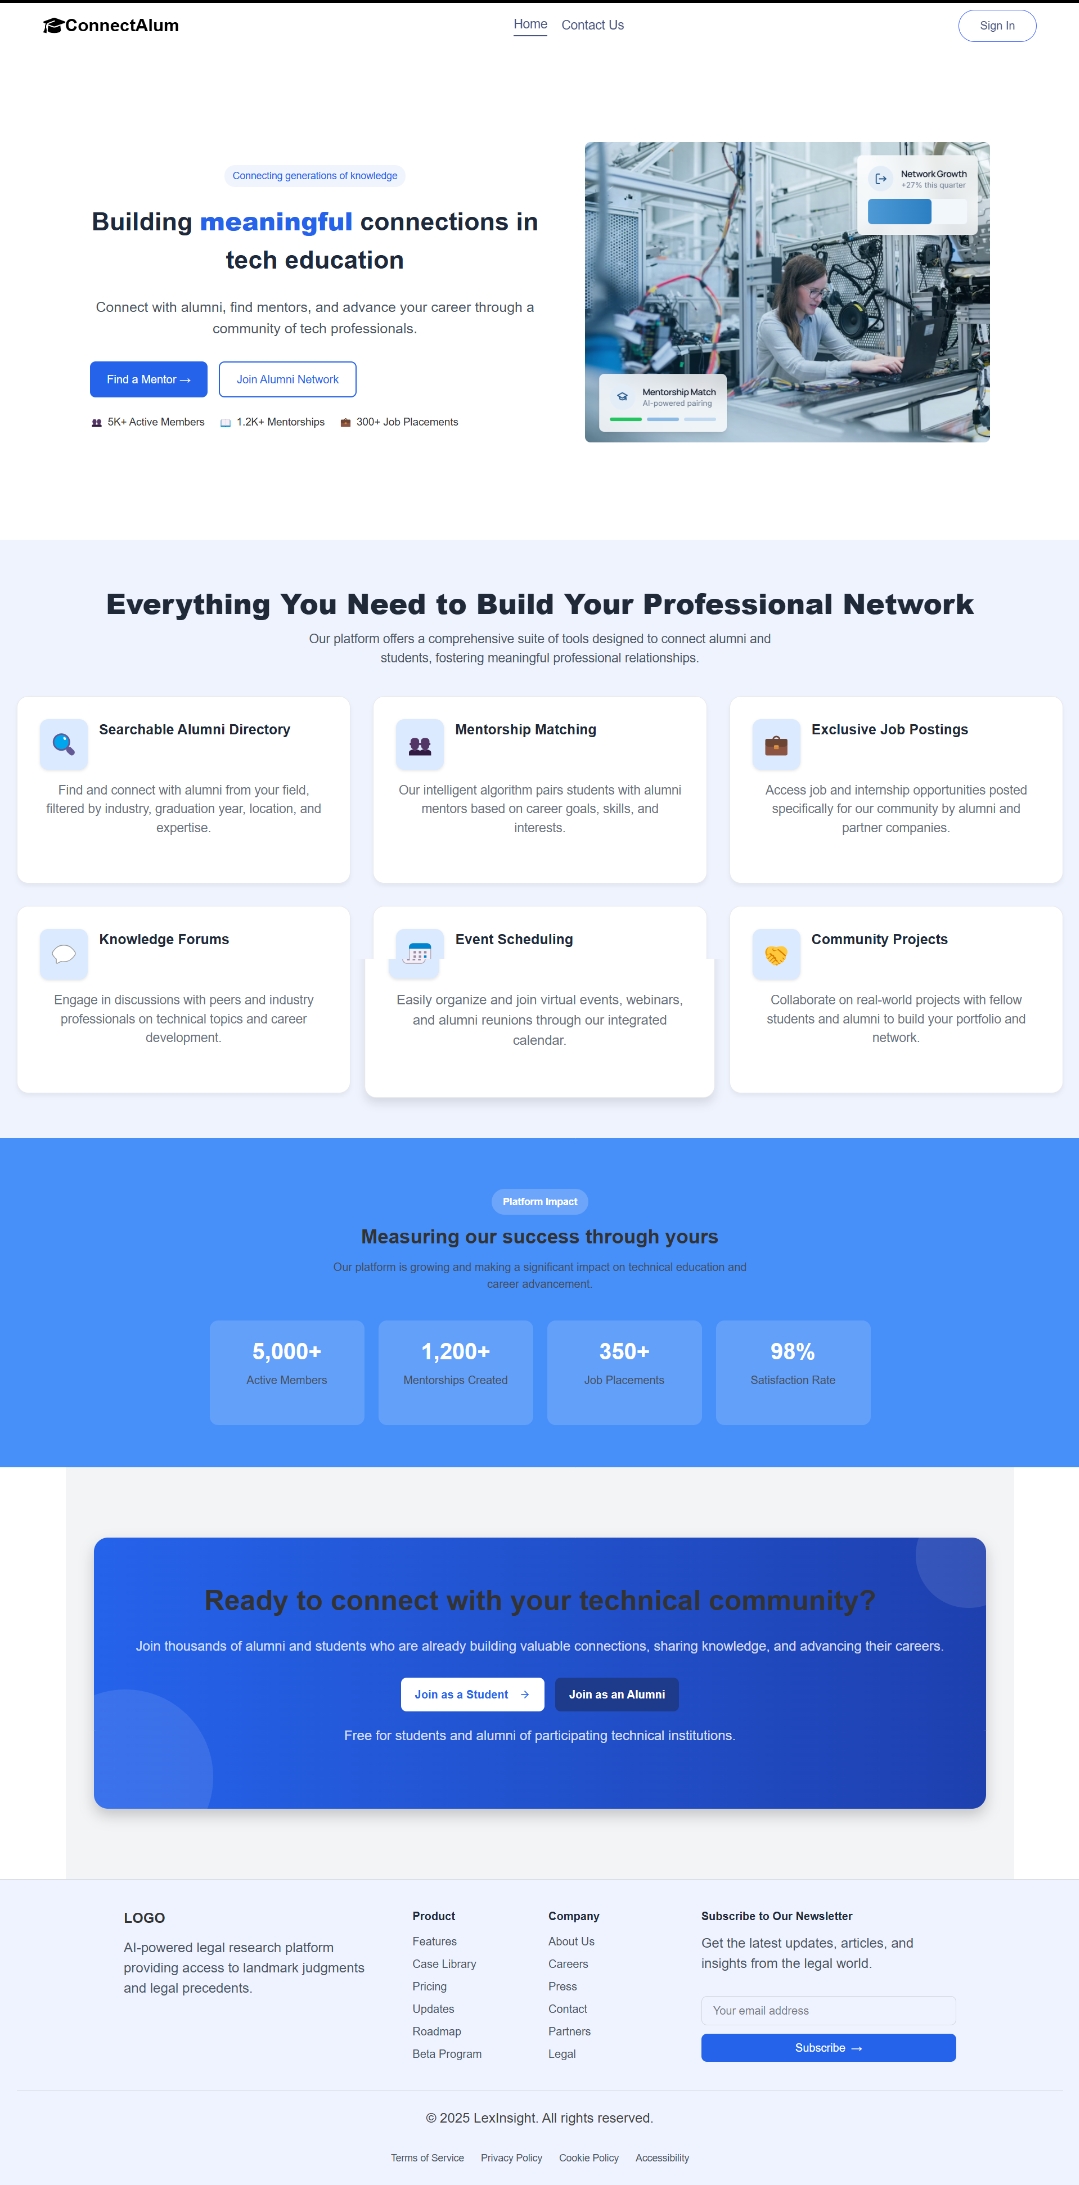 ConnectAlum
Home
Contact Us
Sign In
Connecting generations of knowledge
Building meaningful connections in
tech education
Connect with alumni, find mentors, and advance your career through a
community of tech professionals.
Find a Mentor →
Join Alumni Network
5K+ Active Members
1.2K+ Mentorships
300+ Job Placements
Network Growth
+27% this quarter
Mentorship Match
AI-powered pairing
Everything You Need to Build Your Professional Network
Our platform offers a comprehensive suite of tools designed to connect alumni and
students, fostering meaningful professional relationships.
Searchable Alumni Directory
Find and connect with alumni from your field,
filtered by industry, graduation year, location, and
expertise.
Mentorship Matching
Our intelligent algorithm pairs students with alumni
mentors based on career goals, skills, and
interests.
Exclusive Job Postings
Access job and internship opportunities posted
specifically for our community by alumni and
partner companies.
Knowledge Forums
Engage in discussions with peers and industry
professionals on technical topics and career
development.
Event Scheduling
Easily organize and join virtual events, webinars,
and alumni reunions through our integrated
calendar.
Community Projects
Collaborate on real-world projects with fellow
students and alumni to build your portfolio and
network.
Platform Impact
Measuring our success through yours
Our platform is growing and making a significant impact on technical education and
career advancement.
5,000+
Active Members
1,200+
Mentorships Created
350+
Job Placements
98%
Satisfaction Rate
Ready to connect with your technical community?
Join thousands of alumni and students who are already building valuable connections, sharing knowledge, and advancing their careers.
Join as a Student →
Join as an Alumni
Free for students and alumni of participating technical institutions.
LOGO
AI-powered legal research platform
providing access to landmark judgments
and legal precedents.
Product
Features
Case Library
Pricing
Updates
Roadmap
Beta Program
Company
About Us
Careers
Press
Contact
Partners
Legal
Subscribe to Our Newsletter
Get the latest updates, articles, and
insights from the legal world.
Your email address
Subscribe →
© 2025 LexInsight. All rights reserved.
Terms of Service
Privacy Policy
Cookie Policy
Accessibility